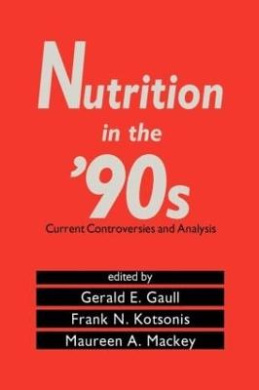 Nutrition
in the
’90s
Current Controversies and Analysis
edited by
Gerald E. Gaull
Frank N. Kotsonis
Maureen A. Mackey